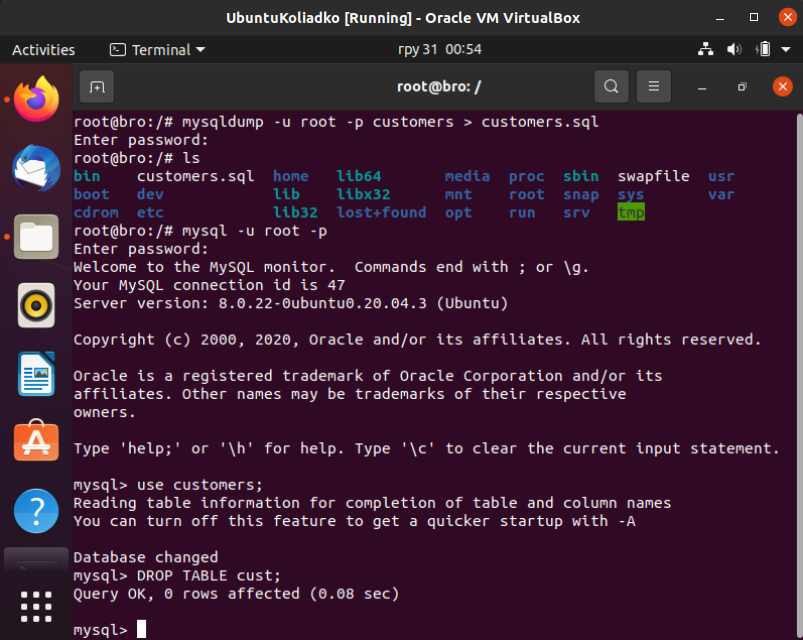 UbuntuKoliadko [Running] - Oracle VM VirtualBox
Activities Terminal гру 31 00:54
root@bro: /
root@bro:/# mysqldump -u root -p customers > customers.sql
Enter password:
root@bro:/# ls
bin customers.sql home lib64 media proc sbin swapfile usr
boot dev lib libx32 mnt root snap sys var
cdrom etc lib32 lost+found opt run srv tmp
root@bro:/# mysql -u root -p
Enter password:
Welcome to the MySQL monitor.  Commands end with ; or \g.
Your MySQL connection id is 47
Server version: 8.0.22-0ubuntu0.20.04.3 (Ubuntu)
Copyright (c) 2000, 2020, Oracle and/or its affiliates. All rights reserved.
Oracle is a registered trademark of Oracle Corporation and/or its
affiliates. Other names may be trademarks of their respective
owners.
Type 'help;' or '\h' for help. Type '\c' to clear the current input statement.
mysql> use customers;
Reading table information for completion of table and column names
You can turn off this feature to get a quicker startup with -A
Database changed
mysql> DROP TABLE cust;
Query OK, 0 rows affected (0.08 sec)
mysql>